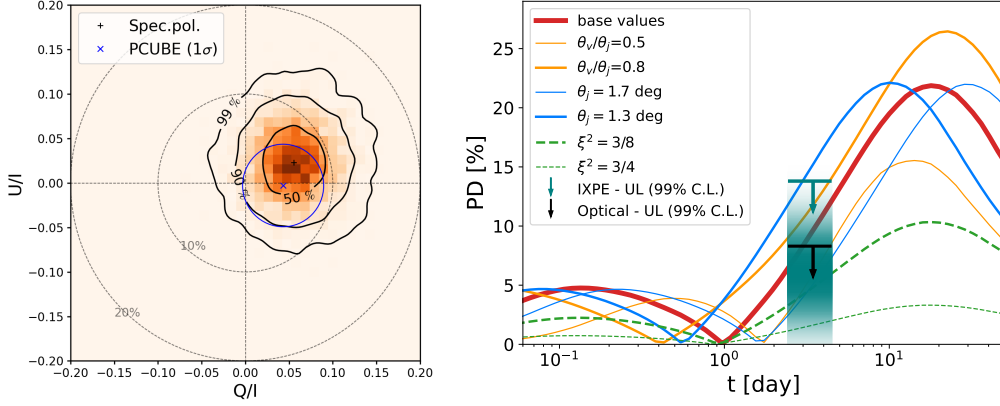 0.20
0.15
0.10
0.05
0.00
−0.05
−0.10
−0.15
−0.20
U/I
−0.20 −0.15 −0.10 −0.05 0.00 0.05 0.10 0.15 0.20
Q/I
Spec.pol.
PCUBE (1σ)
99 %
90 %
50 %
10%
20%
25
20
15
10
5
0
PD [%]
10⁻¹ 10⁰ 10¹
t [day]
base values
θᵥ/θⱼ=0.5
θᵥ/θⱼ=0.8
θⱼ = 1.7 deg
θⱼ = 1.3 deg
ξ² = 3/8
ξ² = 3/4
IXPE - UL (99% C.L.)
Optical - UL (99% C.L.)